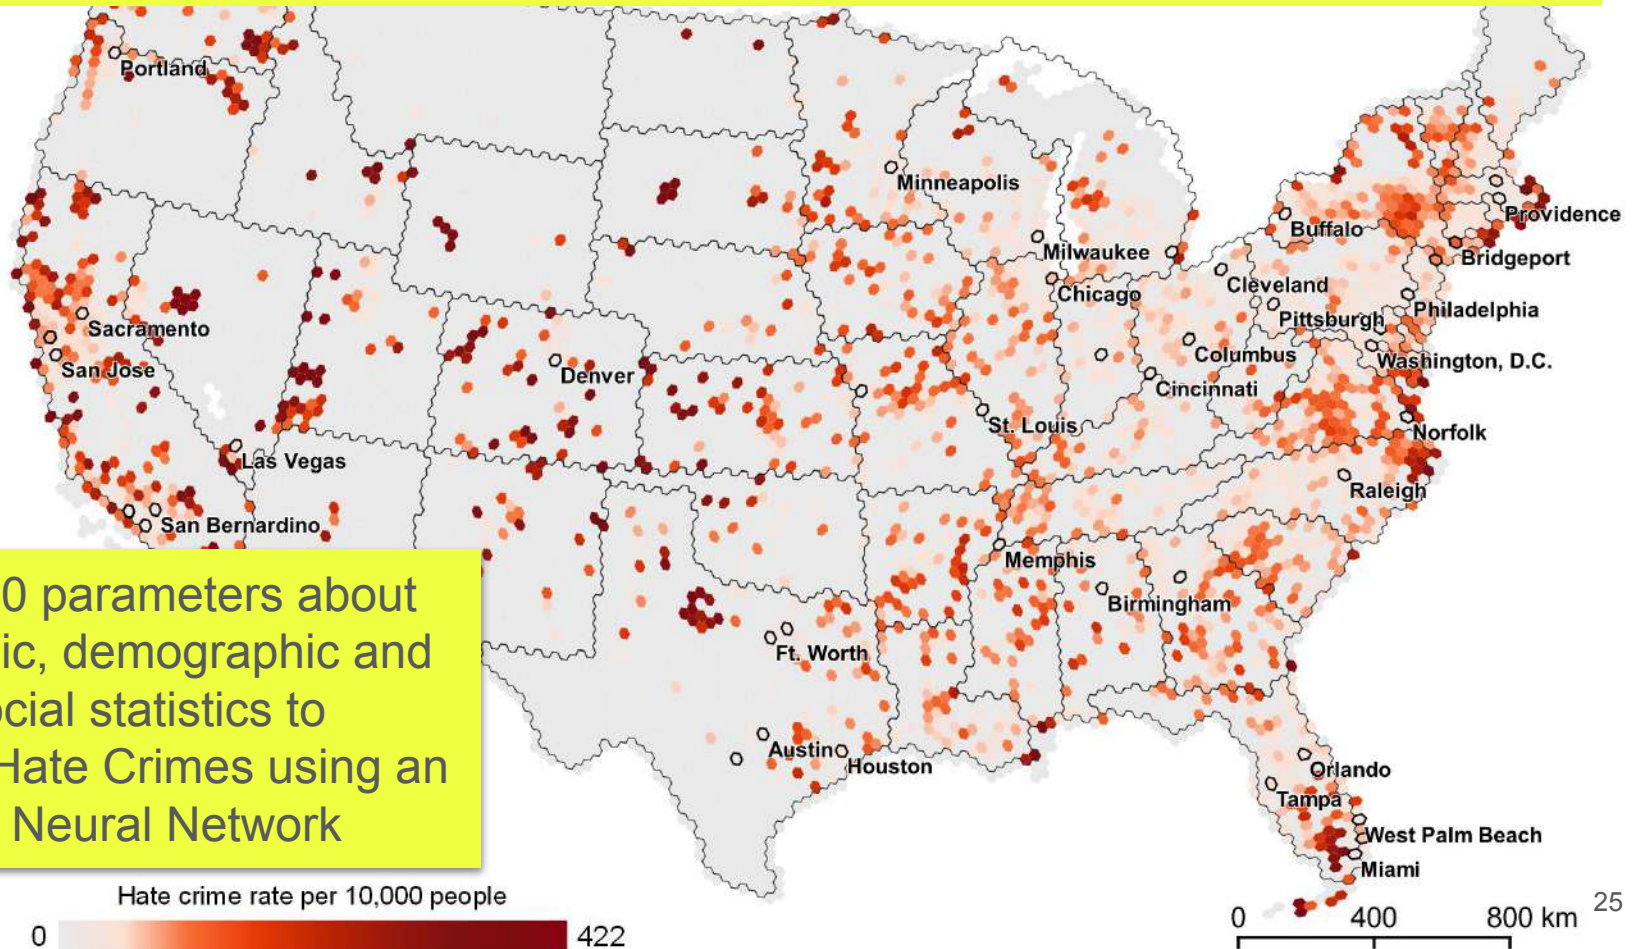 Portland
Minneapolis
Milwaukee
Buffalo
Providence
Bridgeport
Chicago
Cleveland
Pittsburgh
Philadelphia
Sacramento
San Jose
Denver
Columbus
Washington, D.C.
Cincinnati
St. Louis
Norfolk
Las Vegas
Raleigh
San Bernardino
Memphis
Birmingham
0 parameters about
ic, demographic and
ocial statistics to
Hate Crimes using an
Neural Network
Ft. Worth
Austin
Houston
Orlando
Tampa
West Palm Beach
Miami
Hate crime rate per 10,000 people
0 422
0 400 800 km
25